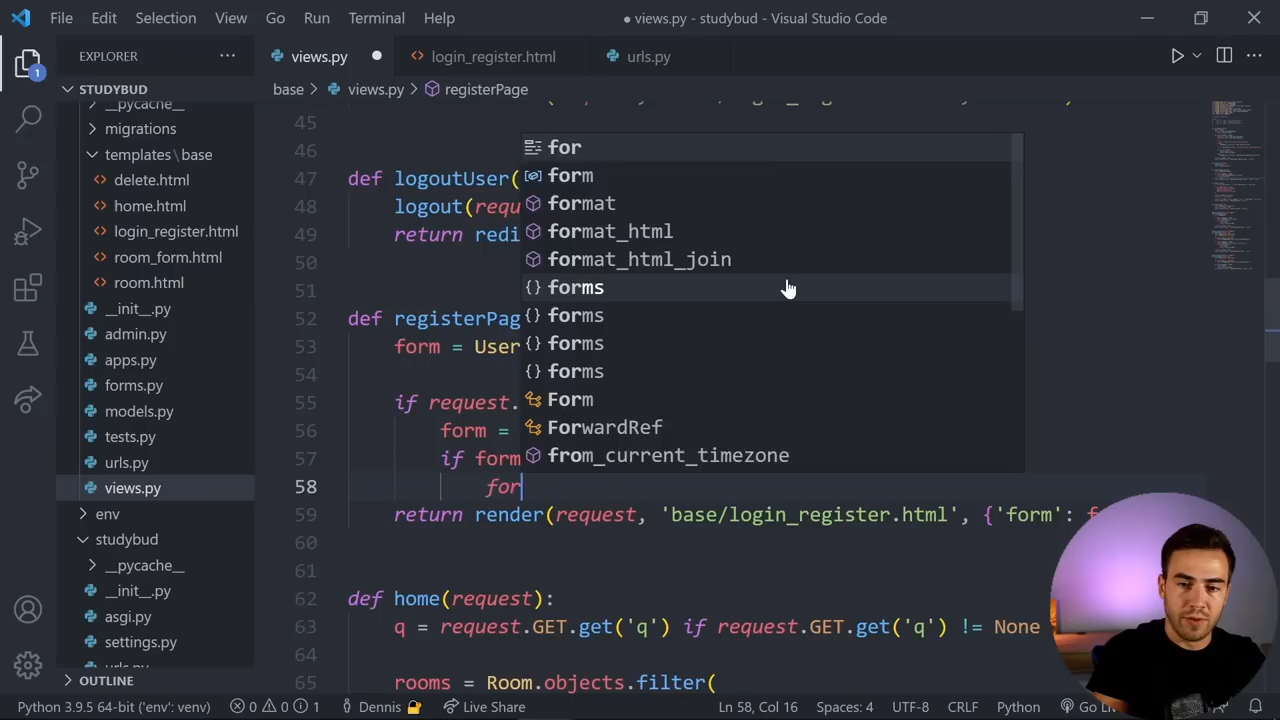 File Edit Selection View Go Run Terminal Help ● views.py - studybud - Visual Studio Code
EXPLORER ···
views.py ● login_register.html urls.py
1
STUDYBUD
base > views.py > registerPage
__pycache__
migrations
templates\base
delete.html
home.html
login_register.html
room_form.html
room.html
__init__.py
admin.py
apps.py
forms.py
models.py
tests.py
urls.py
views.py
env
studybud
__pycache__
__init__.py
asgi.py
settings.py
urls.py
OUTLINE
45
46
47 def logoutUser(
48 logout(requ
49 return redi
50
51
52 def registerPag
53 form = User
54
55 if request.
56 form =
57 if form
58 for
59 return render(request, 'base/login_register.html', {'form': f
60
61
62 def home(request):
63 q = request.GET.get('q') if request.GET.get('q') != None
64
65 rooms = Room.objects.filter(
for
form
format
format_html
format_html_join
{} forms
{} forms
{} forms
{} forms
Form
ForwardRef
from_current_timezone
Python 3.9.5 64-bit ('env': venv) 0 0 1 Dennis Live Share Ln 58, Col 16 Spaces: 4 UTF-8 CRLF Python Go Li